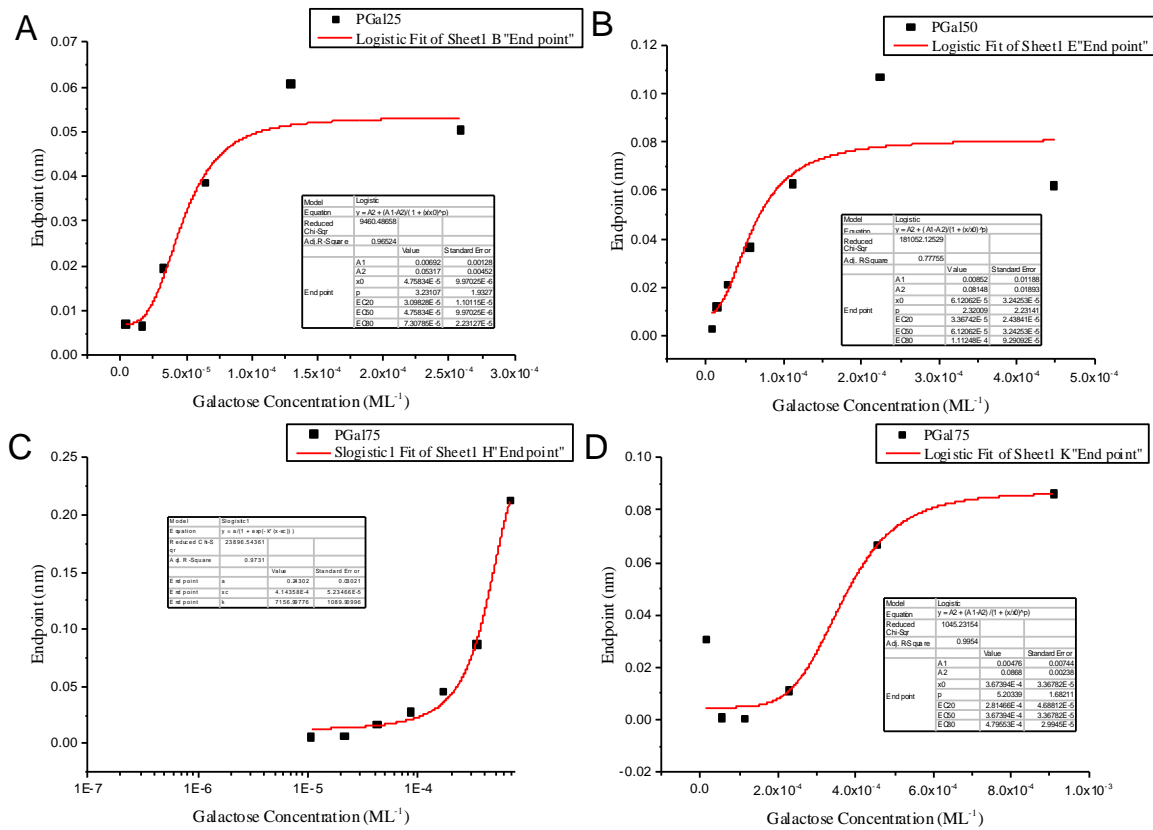 A
PGal25
Logistic Fit of Sheet1 B"End point"
0.07
0.06
0.05
0.04
0.03
0.02
0.01
0.00
Endpoint (nm)
Model Logistic
Equation y = A2 + (A1-A2)/(1 + (x/x0)^p)
Reduced Chi-Sqr 9460.48658
Adj. R-Square 0.96524
Value Standard Error
A1 0.00692 0.00128
A2 0.05317 0.00452
x0 4.75834E-5 9.97025E-6
End point p 3.23107 1.9327
EC20 3.09828E-5 1.10115E-5
EC50 4.75834E-5 9.97025E-6
EC80 7.30785E-5 2.23127E-5
0.0 5.0x10⁻⁵ 1.0x10⁻⁴ 1.5x10⁻⁴ 2.0x10⁻⁴ 2.5x10⁻⁴ 3.0x10⁻⁴
Galactose Concentration (ML⁻¹)
B
PGal50
Logistic Fit of Sheet1 E"End point"
0.12
0.10
0.08
0.06
0.04
0.02
0.00
Endpoint (nm)
Model Logistic
Equation y = A2 + (A1-A2)/(1 + (x/x0)^p)
Reduced Chi-Sqr 181052.12529
Adj. R-Square 0.77755
Value Standard Error
A1 0.00852 0.01188
A2 0.08148 0.01893
x0 6.12062E-5 3.24253E-5
End point p 2.32009 2.23141
EC20 3.36742E-5 2.43841E-5
EC50 6.12062E-5 3.24253E-5
EC80 1.11248E-4 9.29092E-5
0.0 1.0x10⁻⁴ 2.0x10⁻⁴ 3.0x10⁻⁴ 4.0x10⁻⁴ 5.0x10⁻⁴
Galactose Concentration (ML⁻¹)
C
PGal75
Slogistic1 Fit of Sheet1 H"Endpoint"
0.25
0.20
0.15
0.10
0.05
0.00
Endpoint (nm)
Model Slogistic1
Equation y = a/(1 + exp(-k*(x-xc)))
Reduced Chi-Sqr 23896.54361
Adj. R-Square 0.9731
Value Standard Error
End point a 0.24302 0.03021
End point xc 4.14358E-4 5.23466E-5
End point k
1E-7 1E-6 1E-5 1E-4
Galactose Concentration (ML⁻¹)
D
PGal75
Logistic Fit of Sheet1 K"End point"
0.10
0.08
0.06
0.04
0.02
0.00
-0.02
Endpoint (nm)
Model Logistic
Equation y = A2 + (A1-A2)/(1 + (x/x0)^p)
Reduced Chi-Sqr 1045.23154
Adj. R-Square 0.9954
Value Standard Error
A1 0.00476 0.00744
A2 0.0868 0.00238
x0 3.67394E-4 3.36782E-5
End point p 5.20339 1.68211
EC20 2.81466E-4 4.68812E-5
EC50 3.67394E-4 3.36782E-5
EC80 4.79553E-4 2.9945E-5
0.0 2.0x10⁻⁴ 4.0x10⁻⁴ 6.0x10⁻⁴ 8.0x10⁻⁴ 1.0x10⁻³
Galactose Concentration (ML⁻¹)